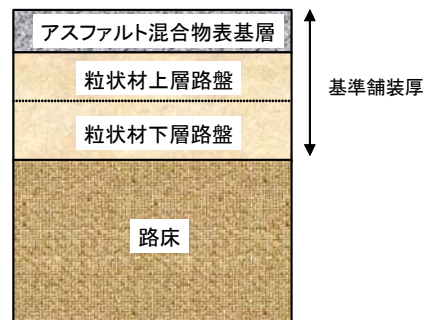 アスファルト混合物表基層
粒状材上層路盤
基準舗装厚
粒状材下層路盤
路床